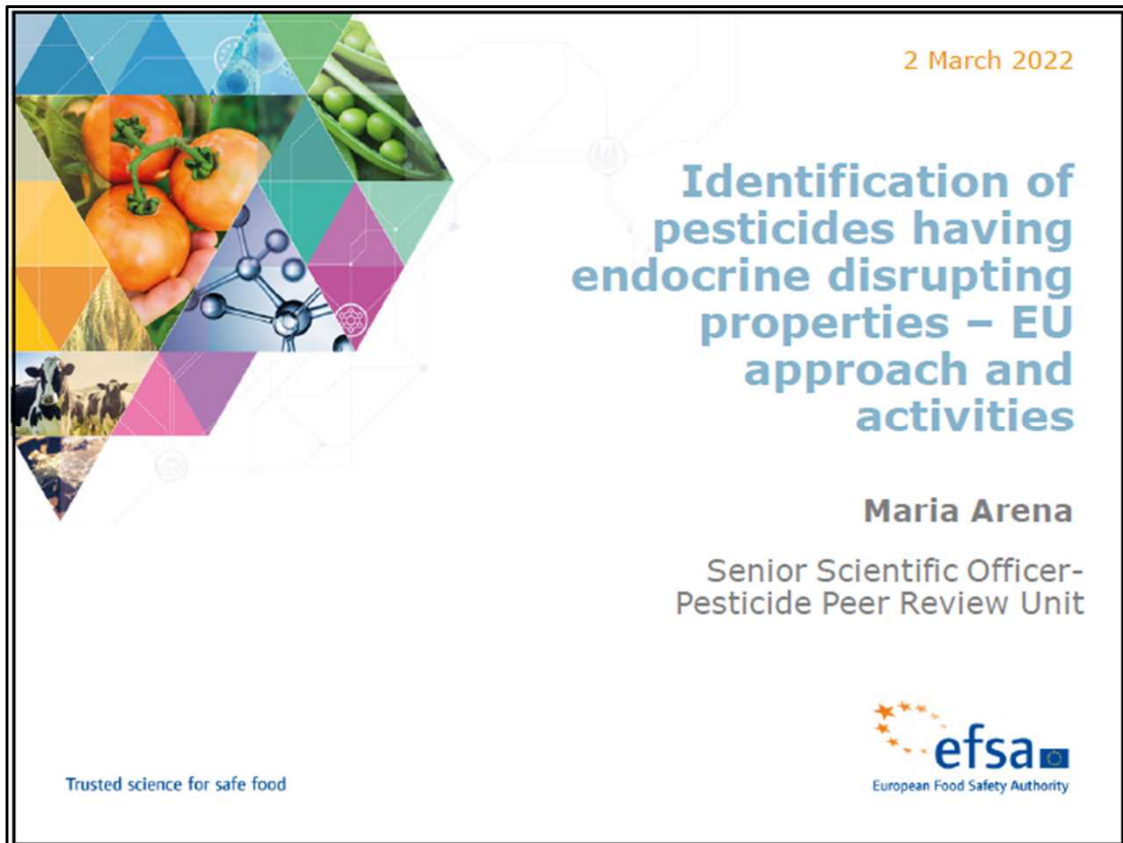 2 March 2022
Identification of
pesticides having
endocrine disrupting
properties – EU
approach and
activities
Maria Arena
Senior Scientific Officer-
Pesticide Peer Review Unit
efsa
European Food Safety Authority
Trusted science for safe food